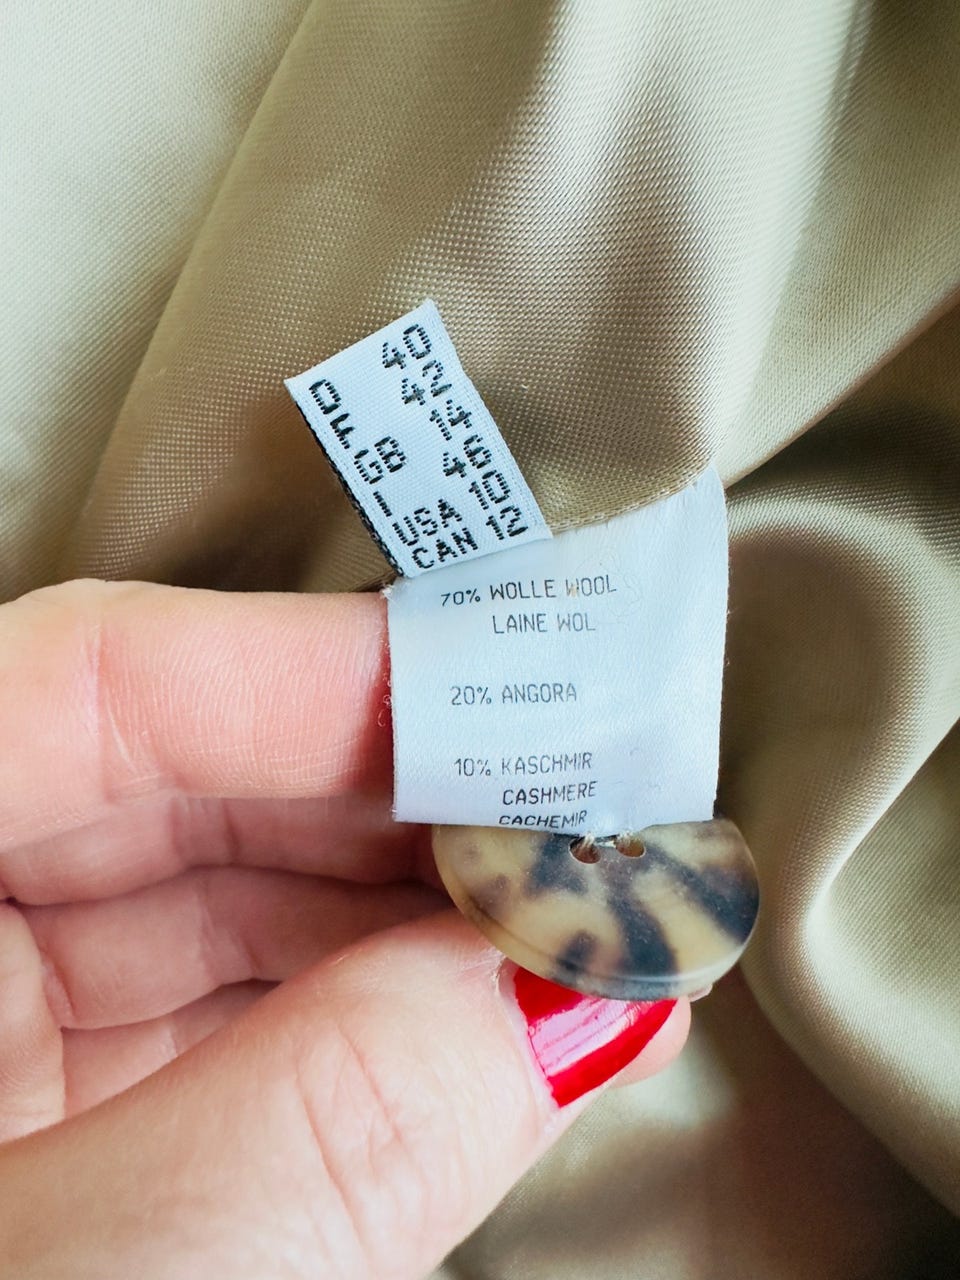 D 40
F 42
GB 14
I 46
USA 10
CAN 12
70% WOLLE WOOL
LAINE WOL
20% ANGORA
10% KASCHMIR
CASHMERE
CACHEMIR